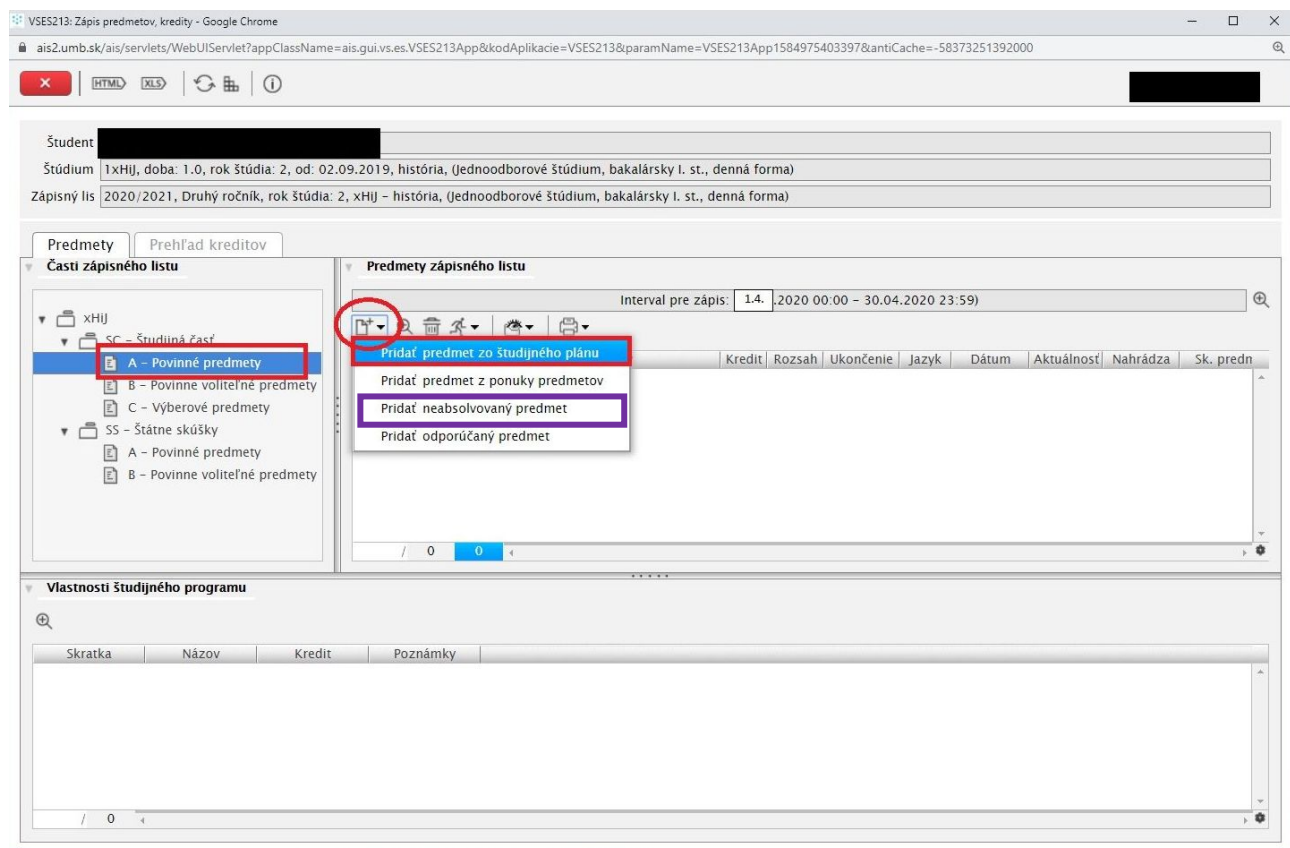 VSES213: Zápis predmetov, kredity - Google Chrome
ais2.umb.sk/ais/servlets/WebUIServlet?appClassName=ais.gui.vs.es.VSES213App&kodAplikacie=VSES213&paramName=VSES213App1584975403397&antiCache=-58373251392000
HTML XLS
Študent
Štúdium 1xHiJ, doba: 1.0, rok štúdia: 2, od: 02.09.2019, história, (Jednoodborové štúdium, bakalársky I. st., denná forma)
Zápisný lis 2020/2021, Druhý ročník, rok štúdia: 2, xHiJ – história, (Jednoodborové štúdium, bakalársky I. st., denná forma)
Predmety Prehľad kreditov
Časti zápisného listu
xHiJ
SC – Študijná časť
A – Povinné predmety
B – Povinne voliteľné predmety
C – Výberové predmety
SS – Štátne skúšky
A – Povinné predmety
B – Povinne voliteľné predmety
Predmety zápisného listu
Interval pre zápis: 1.4. .2020 00:00 – 30.04.2020 23:59)
Pridať predmet zo študijného plánu
Pridať predmet z ponuky predmetov
Pridať neabsolvovaný predmet
Pridať odporúčaný predmet
Kredit Rozsah Ukončenie Jazyk Dátum Aktuálnosť Nahrádza Sk. predn
/ 0 0
Vlastnosti študijného programu
Skratka Názov Kredit Poznámky
/ 0